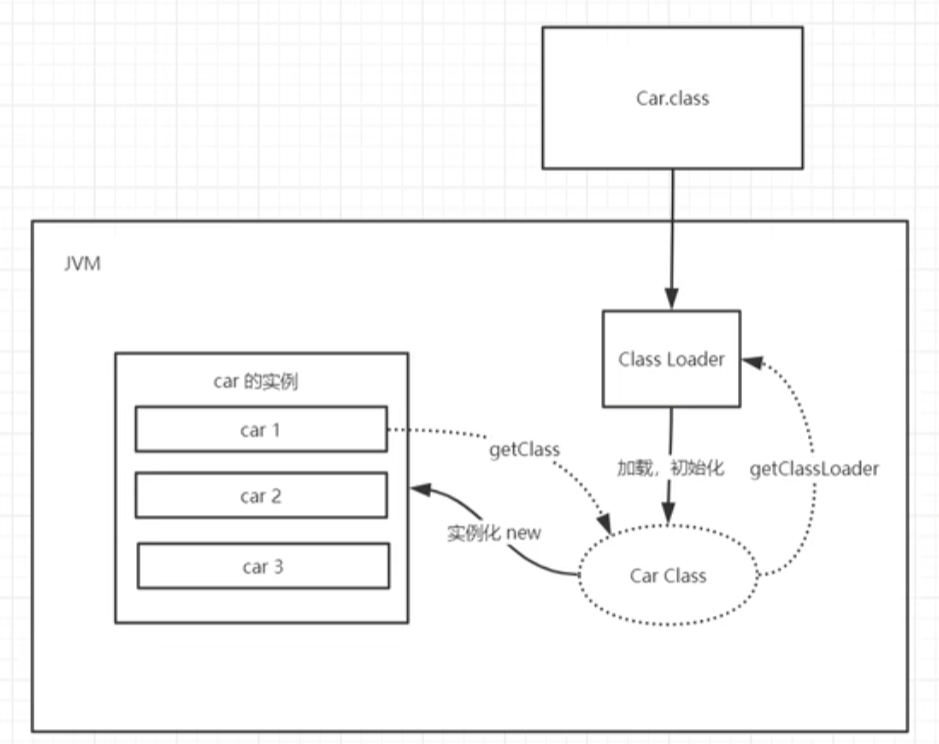 Car.class
JVM
Class Loader
car 的实例
car 1
getClass
加载，初始化
getClassLoader
car 2
实例化 new
car 3
Car Class